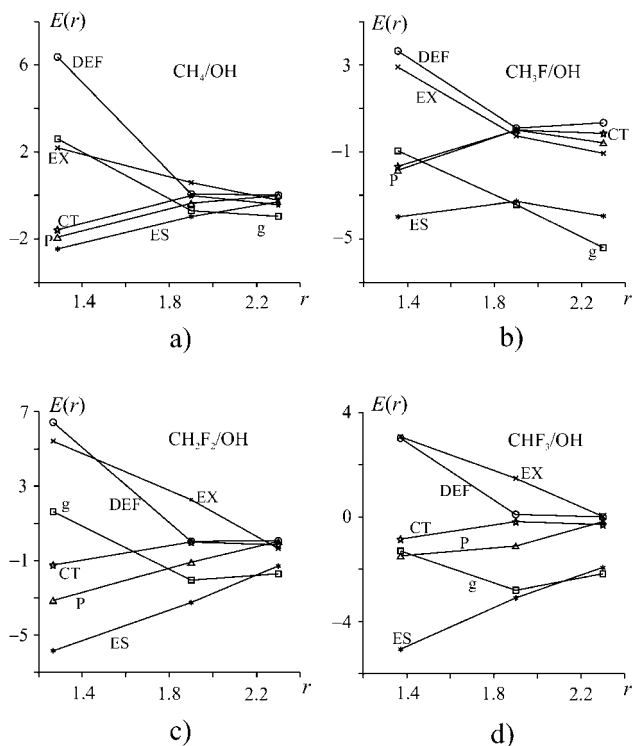 E(r)
6
DEF
CH₄/OH
2
EX
CT
P
−2
ES
g
1.4 1.8 2.2 r
a)
E(r)
3
DEF
CH₃F/OH
EX
CT
−1
P
ES
−5
g
1.4 1.8 2.2 r
b)
E(r)
7
CH₂F₂/OH
3
g
DEF
EX
−1
CT
P
−5
ES
1.4 1.8 2.2 r
c)
E(r)
4
CHF₃/OH
EX
DEF
0
CT
P
g
−4
ES
1.4 1.8 2.2 r
d)